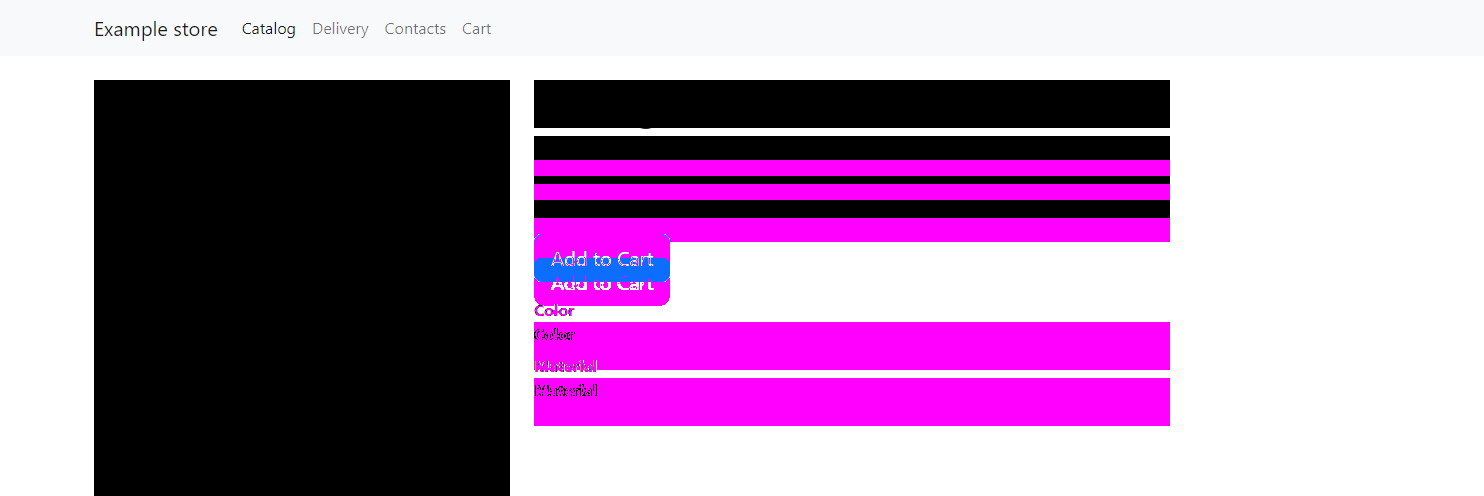 Example store Catalog Delivery Contacts Cart
Add to Cart
Add to Cart
Color
Color
Material
Material